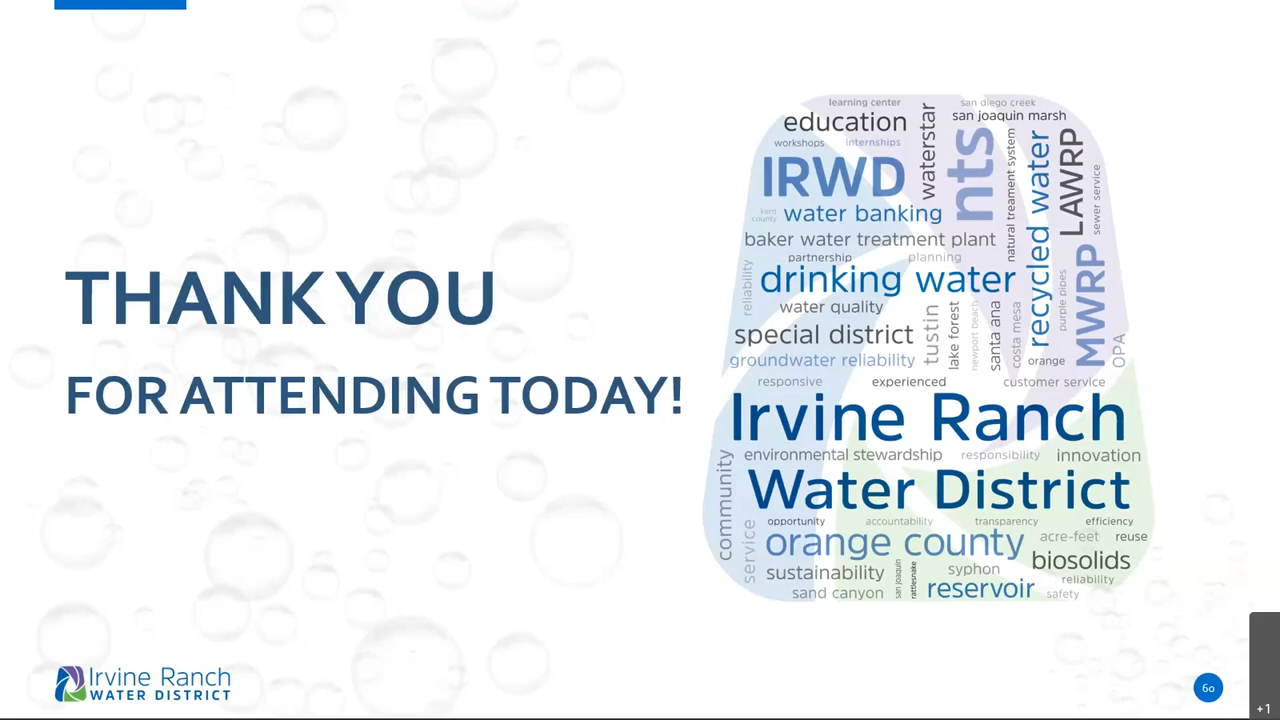 THANK YOU
FOR ATTENDING TODAY!
learning center
san diego creek
education
waterstar
san joaquin marsh
workshops
internships
nts
natural treament system
recycled water
LAWRP
IRWD
sewer service
kern
county
water banking
baker water treatment plant
partnership
planning
reliability
drinking water
MWRP
purple pipes
water quality
tustin
lake forest
newport beach
santa ana
costa mesa
special district
OPA
groundwater reliability
orange
responsive
experienced
customer service
Irvine Ranch
community
environmental stewardship
responsibility
innovation
Water District
service
opportunity
accountability
transparency
efficiency
orange county
acre-feet
reuse
biosolids
sustainability
san joaquin
rattlesnake
syphon
reservoir
reliability
sand canyon
safety
Irvine Ranch
WATER DISTRICT
60
+1